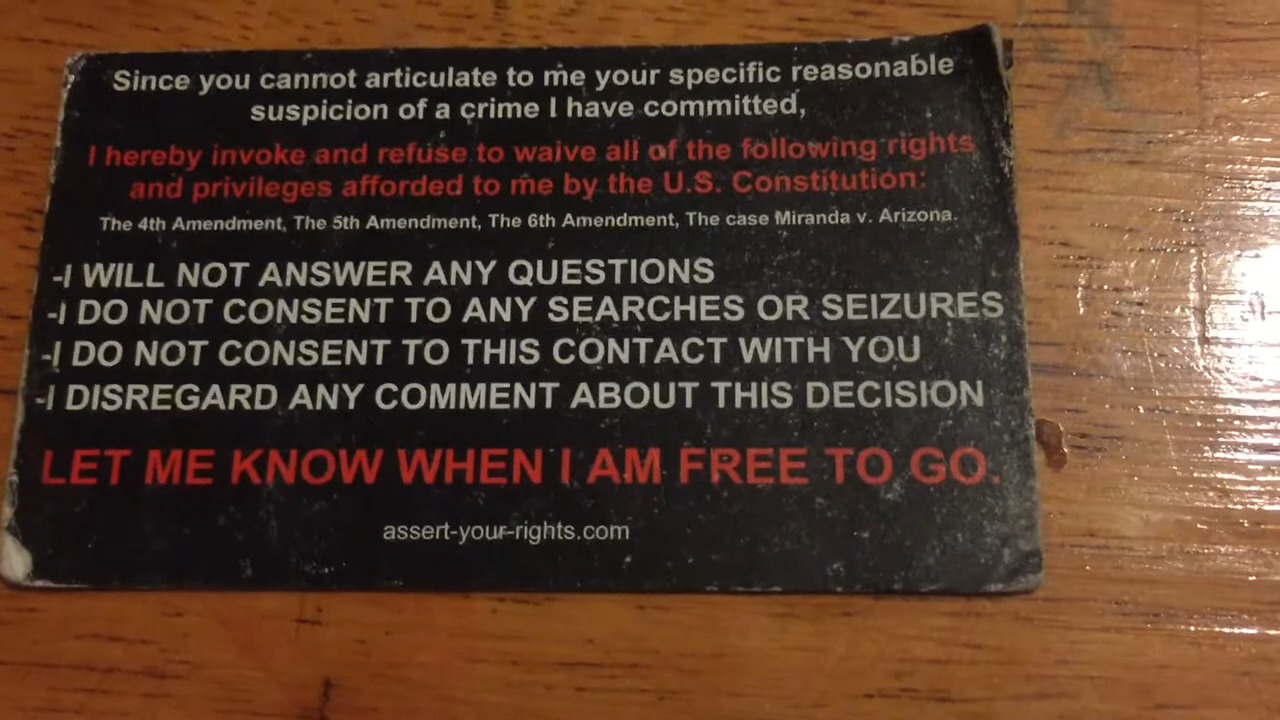 Since you cannot articulate to me your specific reasonable
suspicion of a crime I have committed,
I hereby invoke and refuse to waive all of the following rights
and privileges afforded to me by the U.S. Constitution:
The 4th Amendment, The 5th Amendment, The 6th Amendment, The case Miranda v. Arizona.
-I WILL NOT ANSWER ANY QUESTIONS
-I DO NOT CONSENT TO ANY SEARCHES OR SEIZURES
-I DO NOT CONSENT TO THIS CONTACT WITH YOU
-I DISREGARD ANY COMMENT ABOUT THIS DECISION
LET ME KNOW WHEN I AM FREE TO GO.
assert-your-rights.com